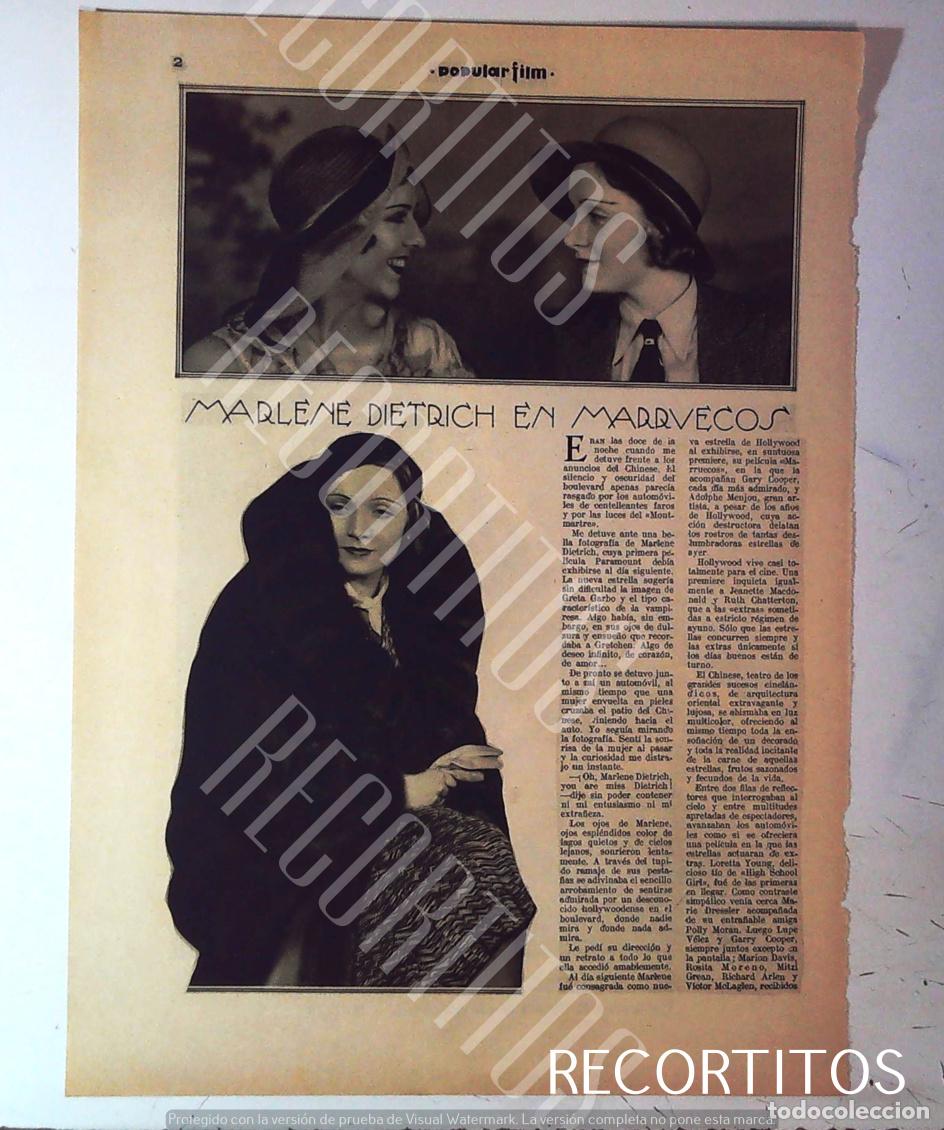 2
·popular film·
MARLENE DIETRICH EN MARRUECOS
ERAN las doce de la
noche cuando me
detuve frente a los
anuncios del Chinese. El
silencio y oscuridad del
boulevard apenas parecía
rasgado por los automóvi-
les de centelleantes faros
y por las luces del «Mont-
martre».
Me detuve ante una be-
lla fotografía de Marlene
Dietrich, cuya primera pe-
lícula Paramount debía
exhibirse al día siguiente.
La nueva estrella sugería
sin dificultad la imagen de
Greta Garbo y el tipo ca-
racterístico de la vampi-
resa. Algo había, sin em-
bargo, en sus ojos de dul-
zura y ensueño que recor-
daba a Gretchen: Algo de
deseo infinito, de corazón,
de amor...
De pronto se detuvo jun-
to a mí un automóvil, al
mismo tiempo que una
mujer envuelta en pieles
cruzaba el patio del Chi-
nese, viniendo hacia el
auto. Yo seguía mirando
la fotografía. Sentí la son-
risa de la mujer al pasar
y la curiosidad me distra-
jo un instante.
—¡Oh, Marlene Dietrich,
you are miss Dietrich!
—dije sin poder contener
ni mi entusiasmo ni mi
extrañeza.
Los ojos de Marlene,
ojos espléndidos color de
lagos quietos y de cielos
lejanos, sonrieron lenta-
mente. A través del tupi-
do ramaje de sus pesta-
ñas se adivinaba el sencillo
arrobamiento de sentirse
admirada por un descono-
cido hollywoodense en el
boulevard, donde nadie
mira y donde nada ad-
mira.
Le pedí su dirección y
un retrato a todo lo que
ella accedió amablemente.
Al día siguiente Marlene
fué consagrada como nue-
va estrella de Hollywood
al exhibirse, en suntuosa
premiere, su película «Ma-
rruecos», en la que la
acompañan Gary Cooper,
cada día más admirado, y
Adolphe Menjou, gran ar-
tista, a pesar de los años
de Hollywood, cuya ac-
ción destructora delatan
los rostros de tantas des-
lumbradoras estrellas de
ayer.
Hollywood vive casi to-
talmente para el cine. Una
premiere inquieta igual-
mente a Jeanette Macdo-
nald y Ruth Chatterton,
que a las «extras» someti-
das a estricto régimen de
ayuno. Sólo que las estre-
llas concurren siempre y
las extras únicamente si
los días buenos están de
turno.
El Chinese, teatro de los
grandes sucesos cinelán-
dicos, de arquitectura
oriental extravagante y
lujosa, se abismaba en luz
multicolor, ofreciendo al
mismo tiempo toda la en-
soñación de un decorado
y toda la realidad incitante
de la carne de aquellas
estrellas, frutos sazonados
y fecundos de la vida.
Entre dos filas de reflec-
tores que interrogaban al
cielo y entre multitudes
apretadas de espectadores,
avanzaban los automóvi-
les como si se ofreciera
una película en la que las
estrellas actuaran de ex-
tras. Loretta Young, deli-
cioso tío de «High School
Girl», fué de las primeras
en llegar. Como contraste
simpático venía cerca Ma-
rie Dressler acompañada
de su entrañable amiga
Polly Moran. Luego Lupe
Vélez y Garry Cooper,
siempre juntos excepto en
la pantalla; Marion Davis,
Rosita Moreno, Mitzi
Grean, Richard Arlen y
Víctor McLaglen, recibidos
RECORTITOS
RECORTITOS
RECORTITOS
RECORTITOS
todocoleccion
Protegido con la versión de prueba de Visual Watermark. La versión completa no pone esta marca.